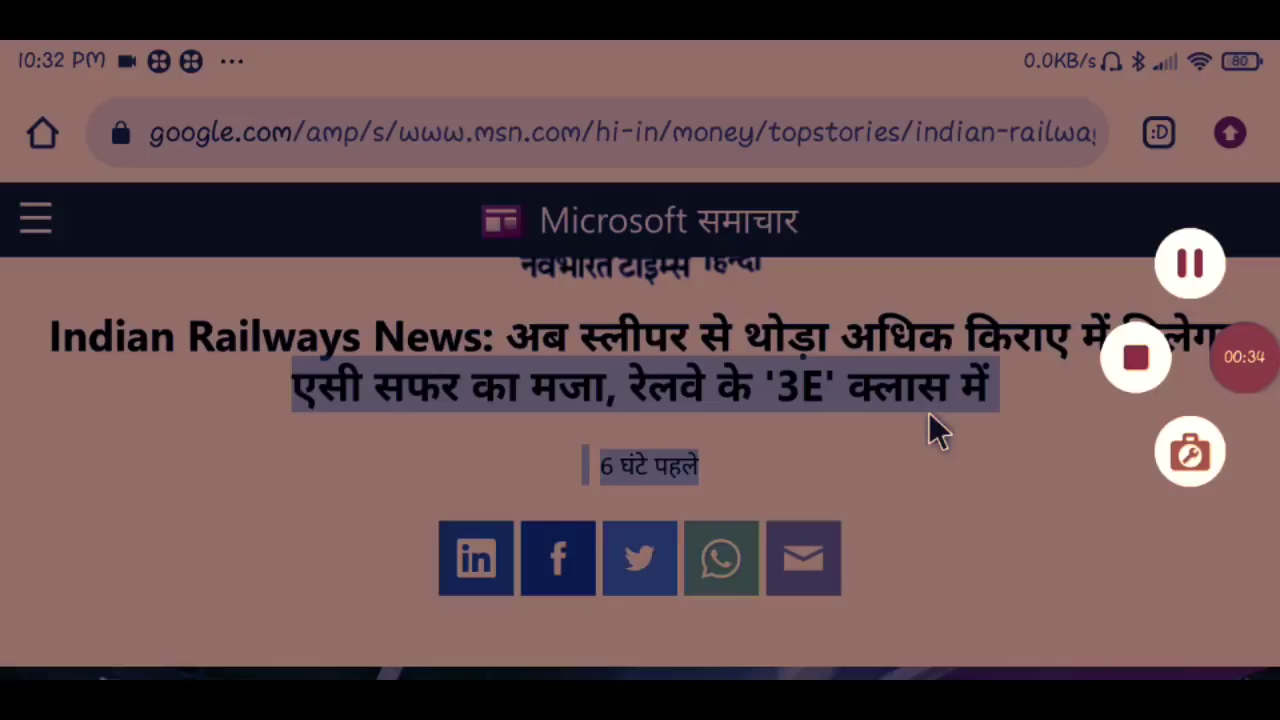 10:32 PM ...
0.0KB/s 80
google.com/amp/s/www.msn.com/hi-in/money/topstories/indian-railway
:D
Microsoft समाचार
नवभारत टाइम्स हिन्दी
Indian Railways News: अब स्लीपर से थोड़ा अधिक किराए में
00:34
एसी सफर का मजा, रेलवे के '3E' क्लास में
6 घंटे पहले